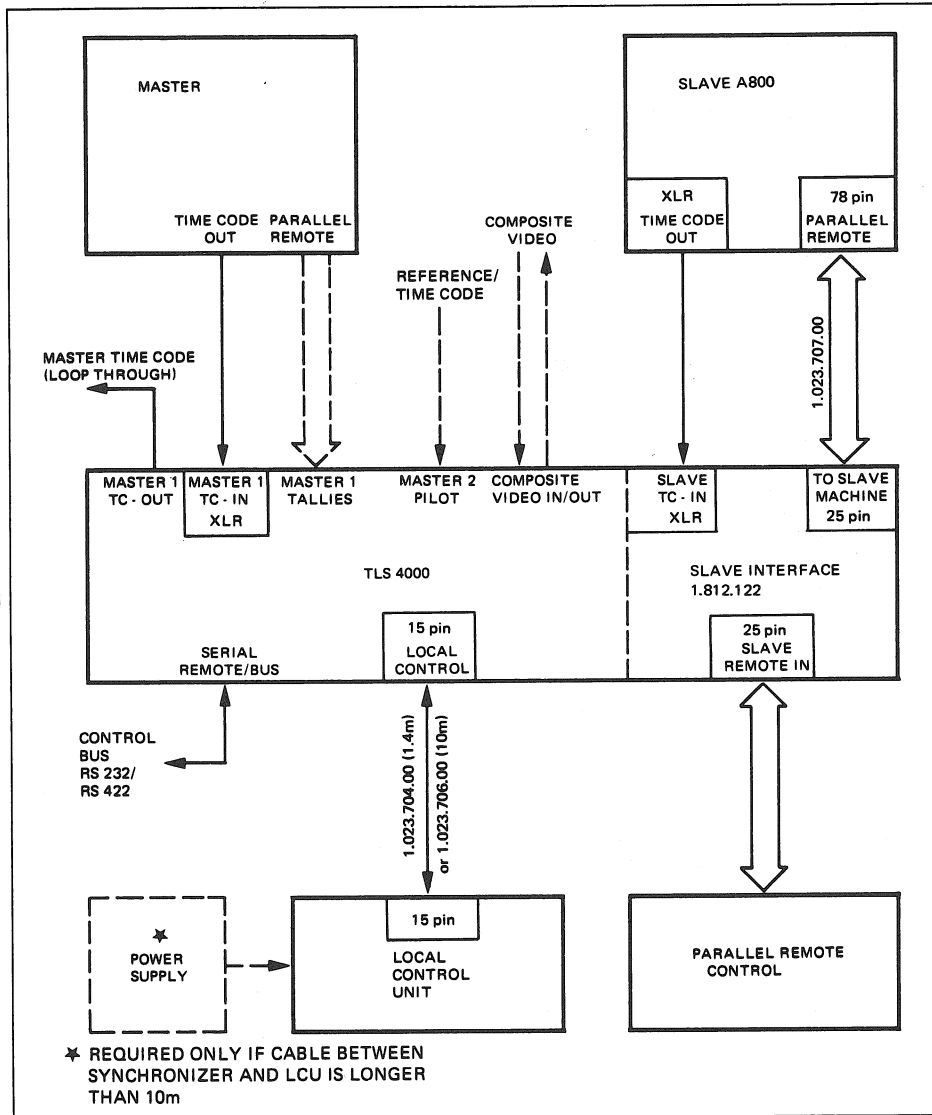 MASTER
TIME CODE
OUT
PARALLEL
REMOTE
SLAVE A800
XLR
TIME CODE
OUT
78 pin
PARALLEL
REMOTE
COMPOSITE
VIDEO
REFERENCE/
TIME CODE
MASTER TIME CODE
(LOOP THROUGH)
1.023.707.00
MASTER 1
TC - OUT
MASTER 1
TC - IN
XLR
MASTER 1
TALLIES
MASTER 2
PILOT
COMPOSITE
VIDEO IN/OUT
SLAVE
TC - IN
XLR
TO SLAVE
MACHINE
25 pin
TLS 4000
SLAVE INTERFACE
1.812.122
SERIAL
REMOTE/BUS
15 pin
LOCAL
CONTROL
25 pin
SLAVE
REMOTE IN
CONTROL
BUS
RS 232/
RS 422
1.023.704.00 (1.4m)
or 1.023.706.00 (10m)
★
POWER
SUPPLY
15 pin
LOCAL
CONTROL
UNIT
PARALLEL REMOTE
CONTROL
★ REQUIRED ONLY IF CABLE BETWEEN
SYNCHRONIZER AND LCU IS LONGER
THAN 10m